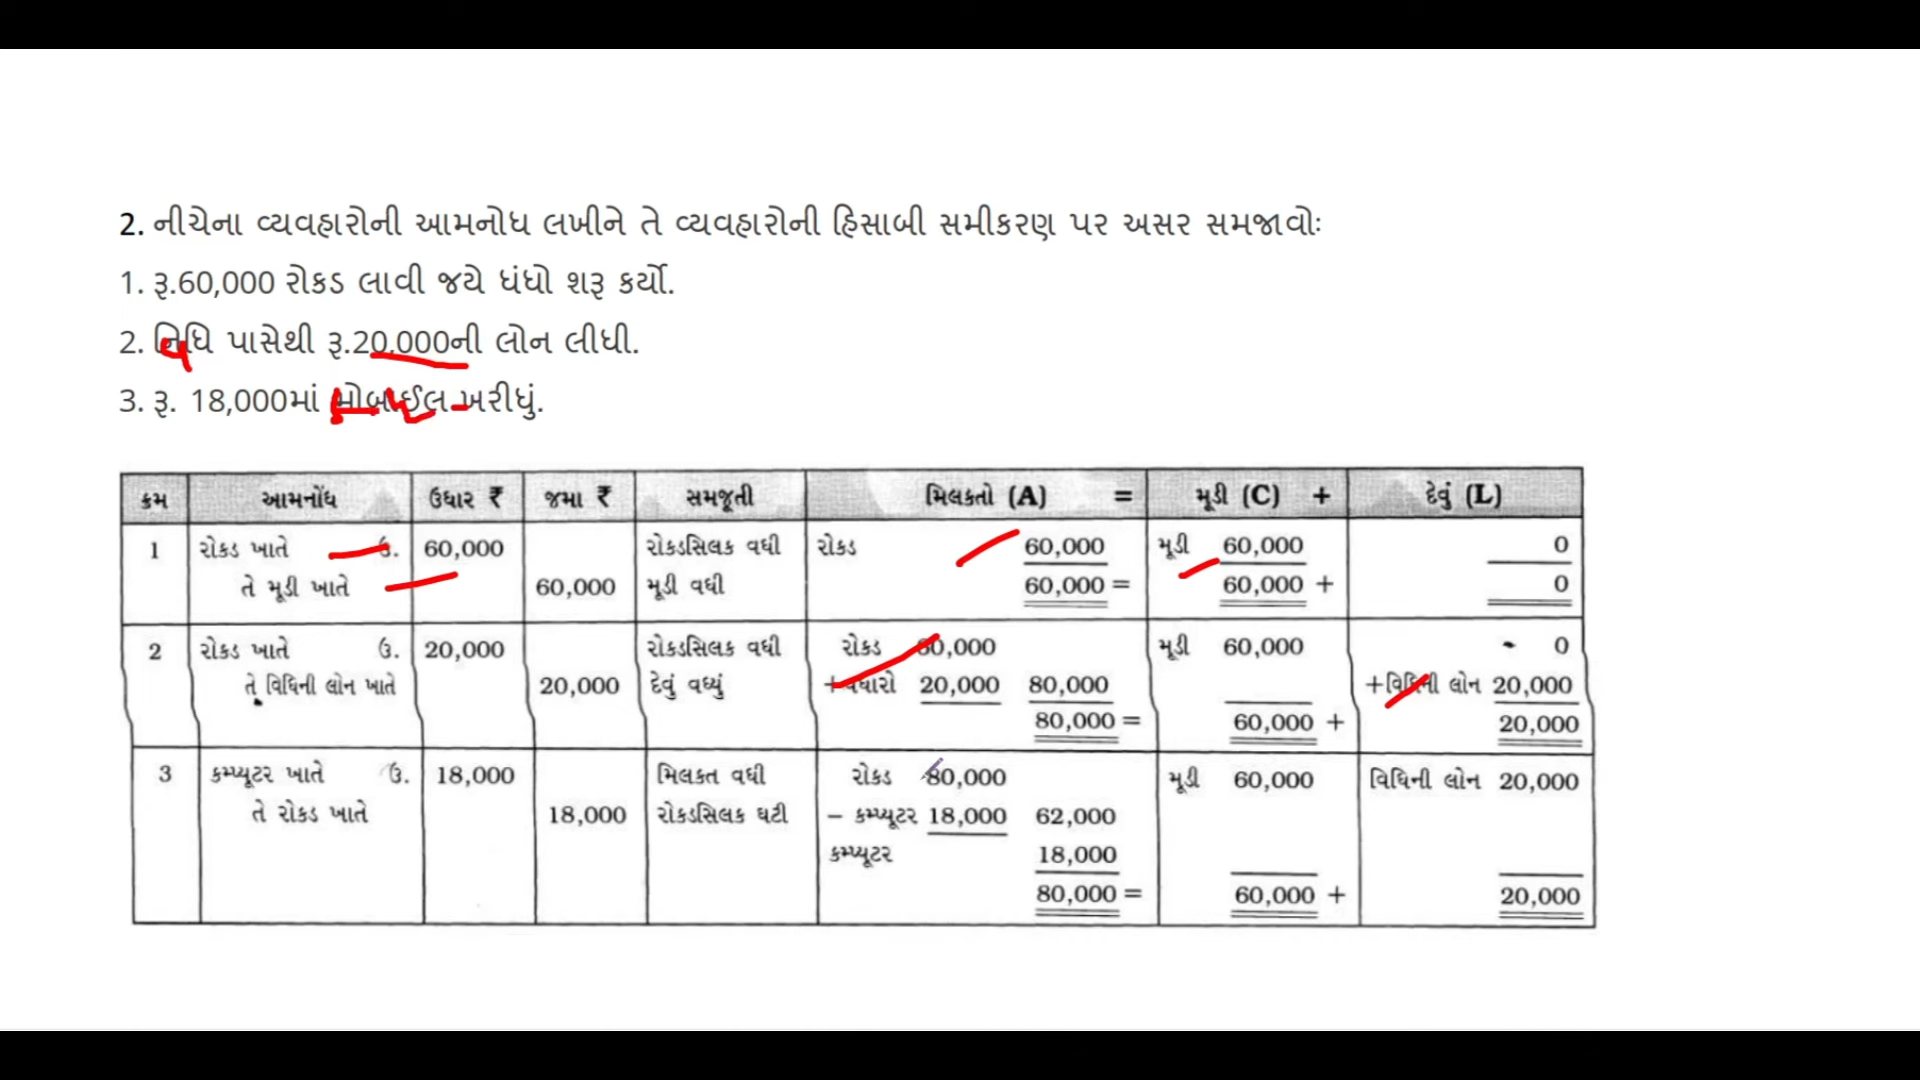 2. નીચેના વ્યવહારોની આમનોધ લખીને તે વ્યવહારોની હિસાબી સમીકરણ પર અસર સમજાવોઃ
1. રૂ.60,000 રોકડ લાવી જયે ધંધો શરૂ કર્યો.
2. નિધિ પાસેથી રૂ.20,000ની લોન લીધી.
3. રૂ. 18,000માં મોબાઈલ ખરીધું.
ક્રમ આમનોંધ ઉધાર ₹ જમા ₹ સમજૂતી મિલકતો (A) = મૂડી (C) + દેવું (L)
1 રોકડ ખાતે ઉ. 60,000 રોકડસિલક વધી રોકડ 60,000 મૂડી 60,000 0
તે મૂડી ખાતે 60,000 મૂડી વધી 60,000 = 60,000 + 0
2 રોકડ ખાતે ઉ. 20,000 રોકડસિલક વધી રોકડ 60,000 મૂડી 60,000 0
તે વિધિની લોન ખાતે 20,000 દેવું વધ્યું + વધારો 20,000 80,000 + વિધિની લોન 20,000
80,000 = 60,000 + 20,000
3 કમ્પ્યૂટર ખાતે ઉ. 18,000 મિલકત વધી રોકડ 80,000 મૂડી 60,000 વિધિની લોન 20,000
તે રોકડ ખાતે 18,000 રોકડસિલક ઘટી – કમ્પ્યૂટર 18,000 62,000
કમ્પ્યૂટર 18,000
80,000 = 60,000 + 20,000